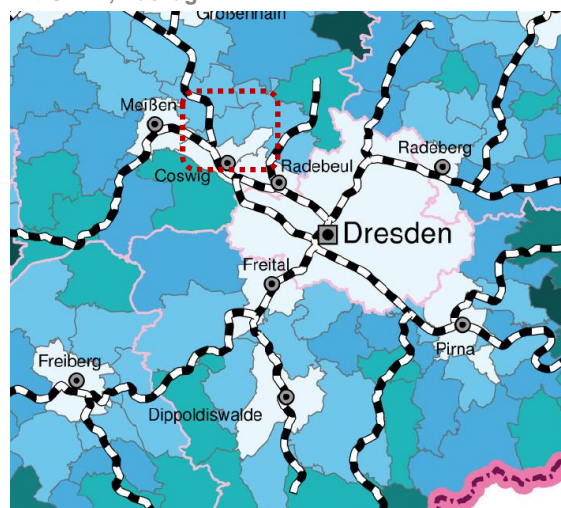 Großenhain
Meißen
Coswig
Radebeul
Radeberg
Dresden
Freital
Pirna
Freiberg
Dippoldiswalde